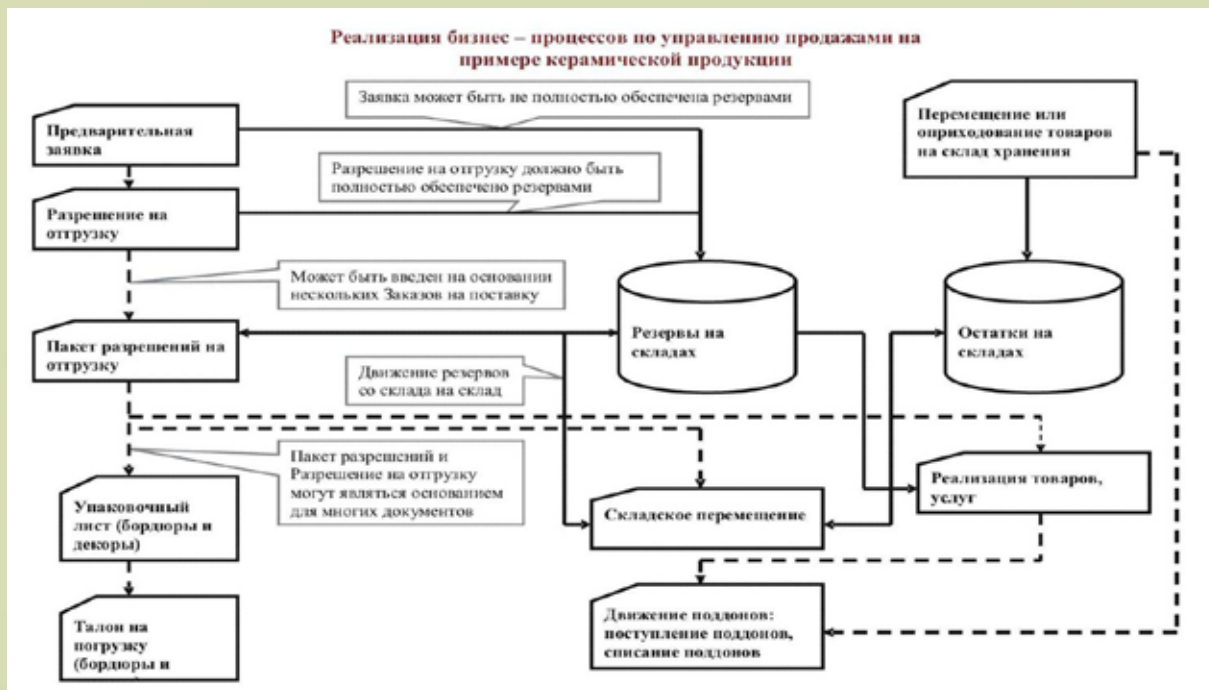 Реализация бизнес – процессов по управлению продажами на
примере керамической продукции
Заявка может быть не полностью обеспечена резервами
Предварительная
заявка
Перемещение или
оприходование товаров
на склад хранения
Разрешение на отгрузку должно быть
полностью обеспечено резервами
Разрешение на
отгрузку
Может быть введен на основании
нескольких Заказов на поставку
Пакет разрешений на
отгрузку
Резервы на
складах
Остатки на
складах
Движение резервов
со склада на склад
Пакет разрешений и
Разрешение на отгрузку
могут являться основанием
для многих документов
Реализация товаров,
услуг
Упаковочный
лист (бордюры и
декоры)
Складское перемещение
Движение поддонов:
поступление поддонов,
списание поддонов
Талон на
погрузку
(бордюры и